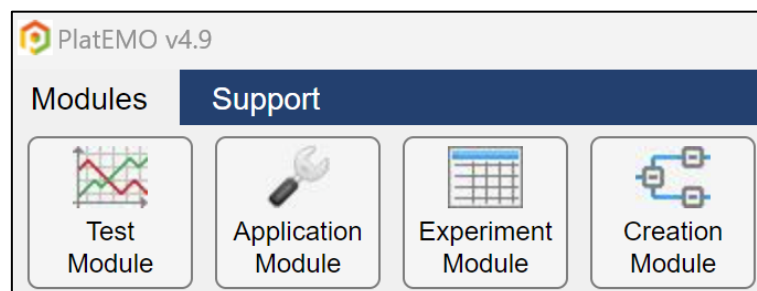 PlatEMO v4.9
Modules Support
Test Module
Application Module
Experiment Module
Creation Module